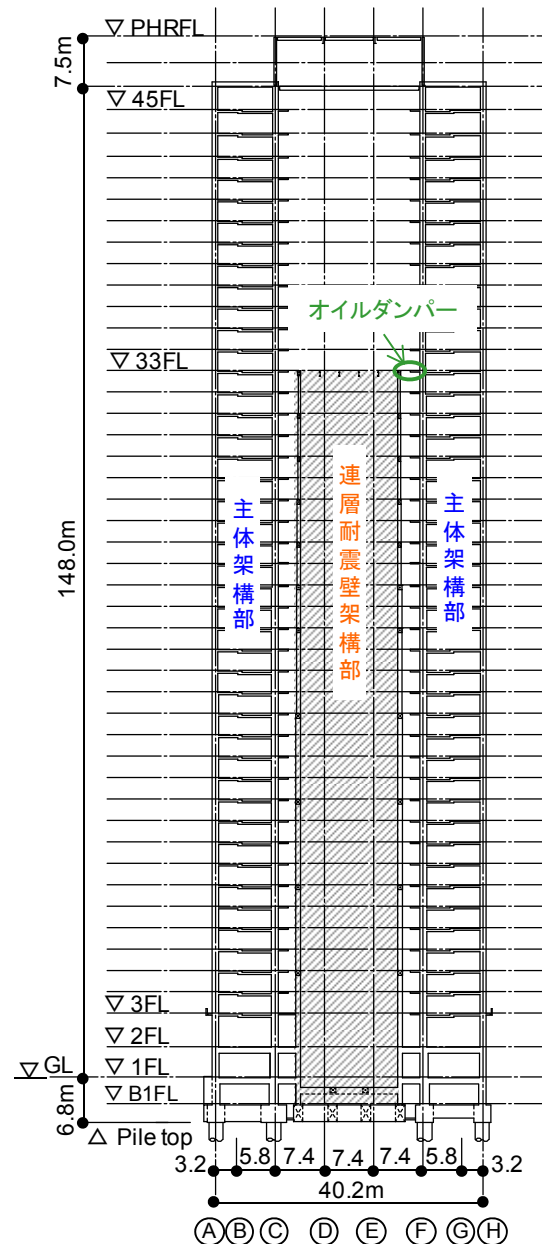 ▽ PHRFL
7.5m
▽ 45FL
オイルダンパー
▽ 33FL
連層耐震壁架構部
主体架構部
主体架構部
148.0m
▽ 3FL
▽ 2FL
▽ GL
▽ 1FL
▽ B1FL
6.8m
△ Pile top
3.2 5.8 7.4 7.4 7.4 5.8 3.2
40.2m
Ⓐ Ⓑ Ⓒ Ⓓ Ⓔ Ⓕ Ⓖ Ⓗ